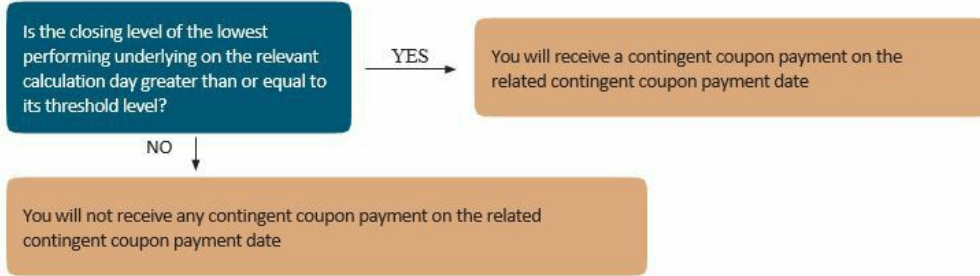 Is the closing level of the lowest
performing underlying on the relevant
calculation day greater than or equal to
its threshold level?
YES
You will receive a contingent coupon payment on the
related contingent coupon payment date
NO
You will not receive any contingent coupon payment on the related
contingent coupon payment date